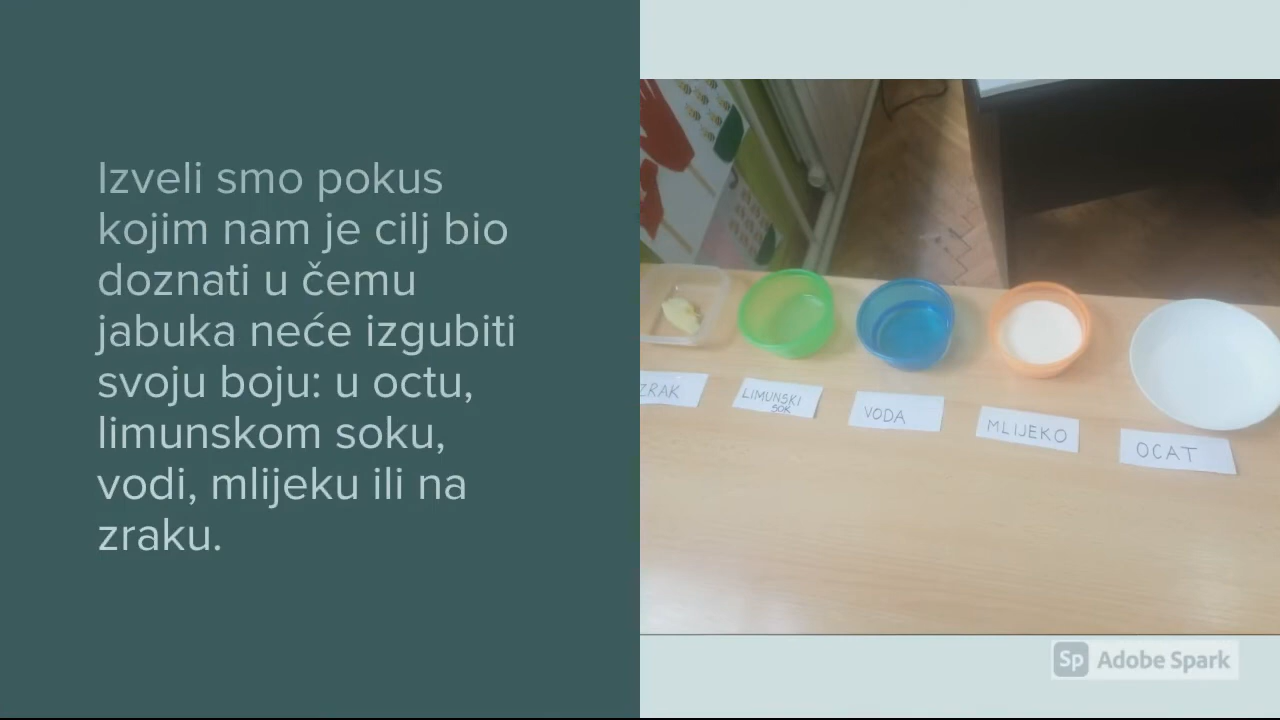 Izveli smo pokus
kojim nam je cilj bio
doznati u čemu
jabuka neće izgubiti
svoju boju: u octu,
limunskom soku,
vodi, mlijeku ili na
zraku.
ZRAK
LIMUNSKI
SOK
VODA
MLIJEKO
OCAT
Sp Adobe Spark